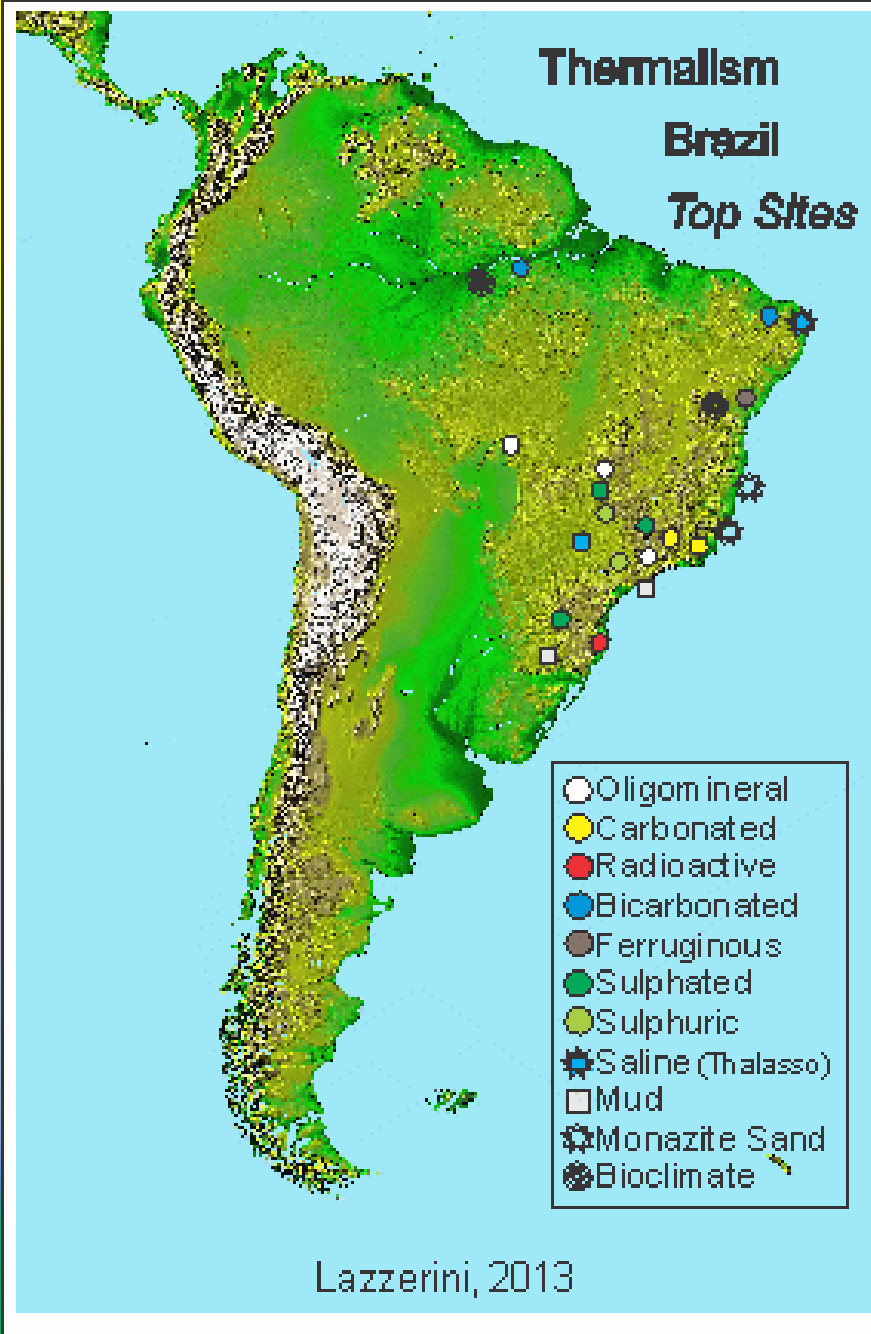 Thermalism
Brazil
Top Sites
Oligomineral
Carbonated
Radioactive
Bicarbonated
Ferruginous
Sulphated
Sulphuric
Saline (Thalasso)
Mud
Monazite Sand
Bioclimate
Lazzerini, 2013